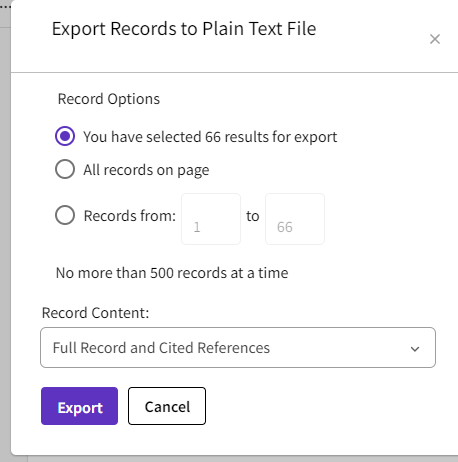 Export Records to Plain Text File
Record Options
You have selected 66 results for export
All records on page
Records from: 1 to 66
No more than 500 records at a time
Record Content:
Full Record and Cited References
Export Cancel